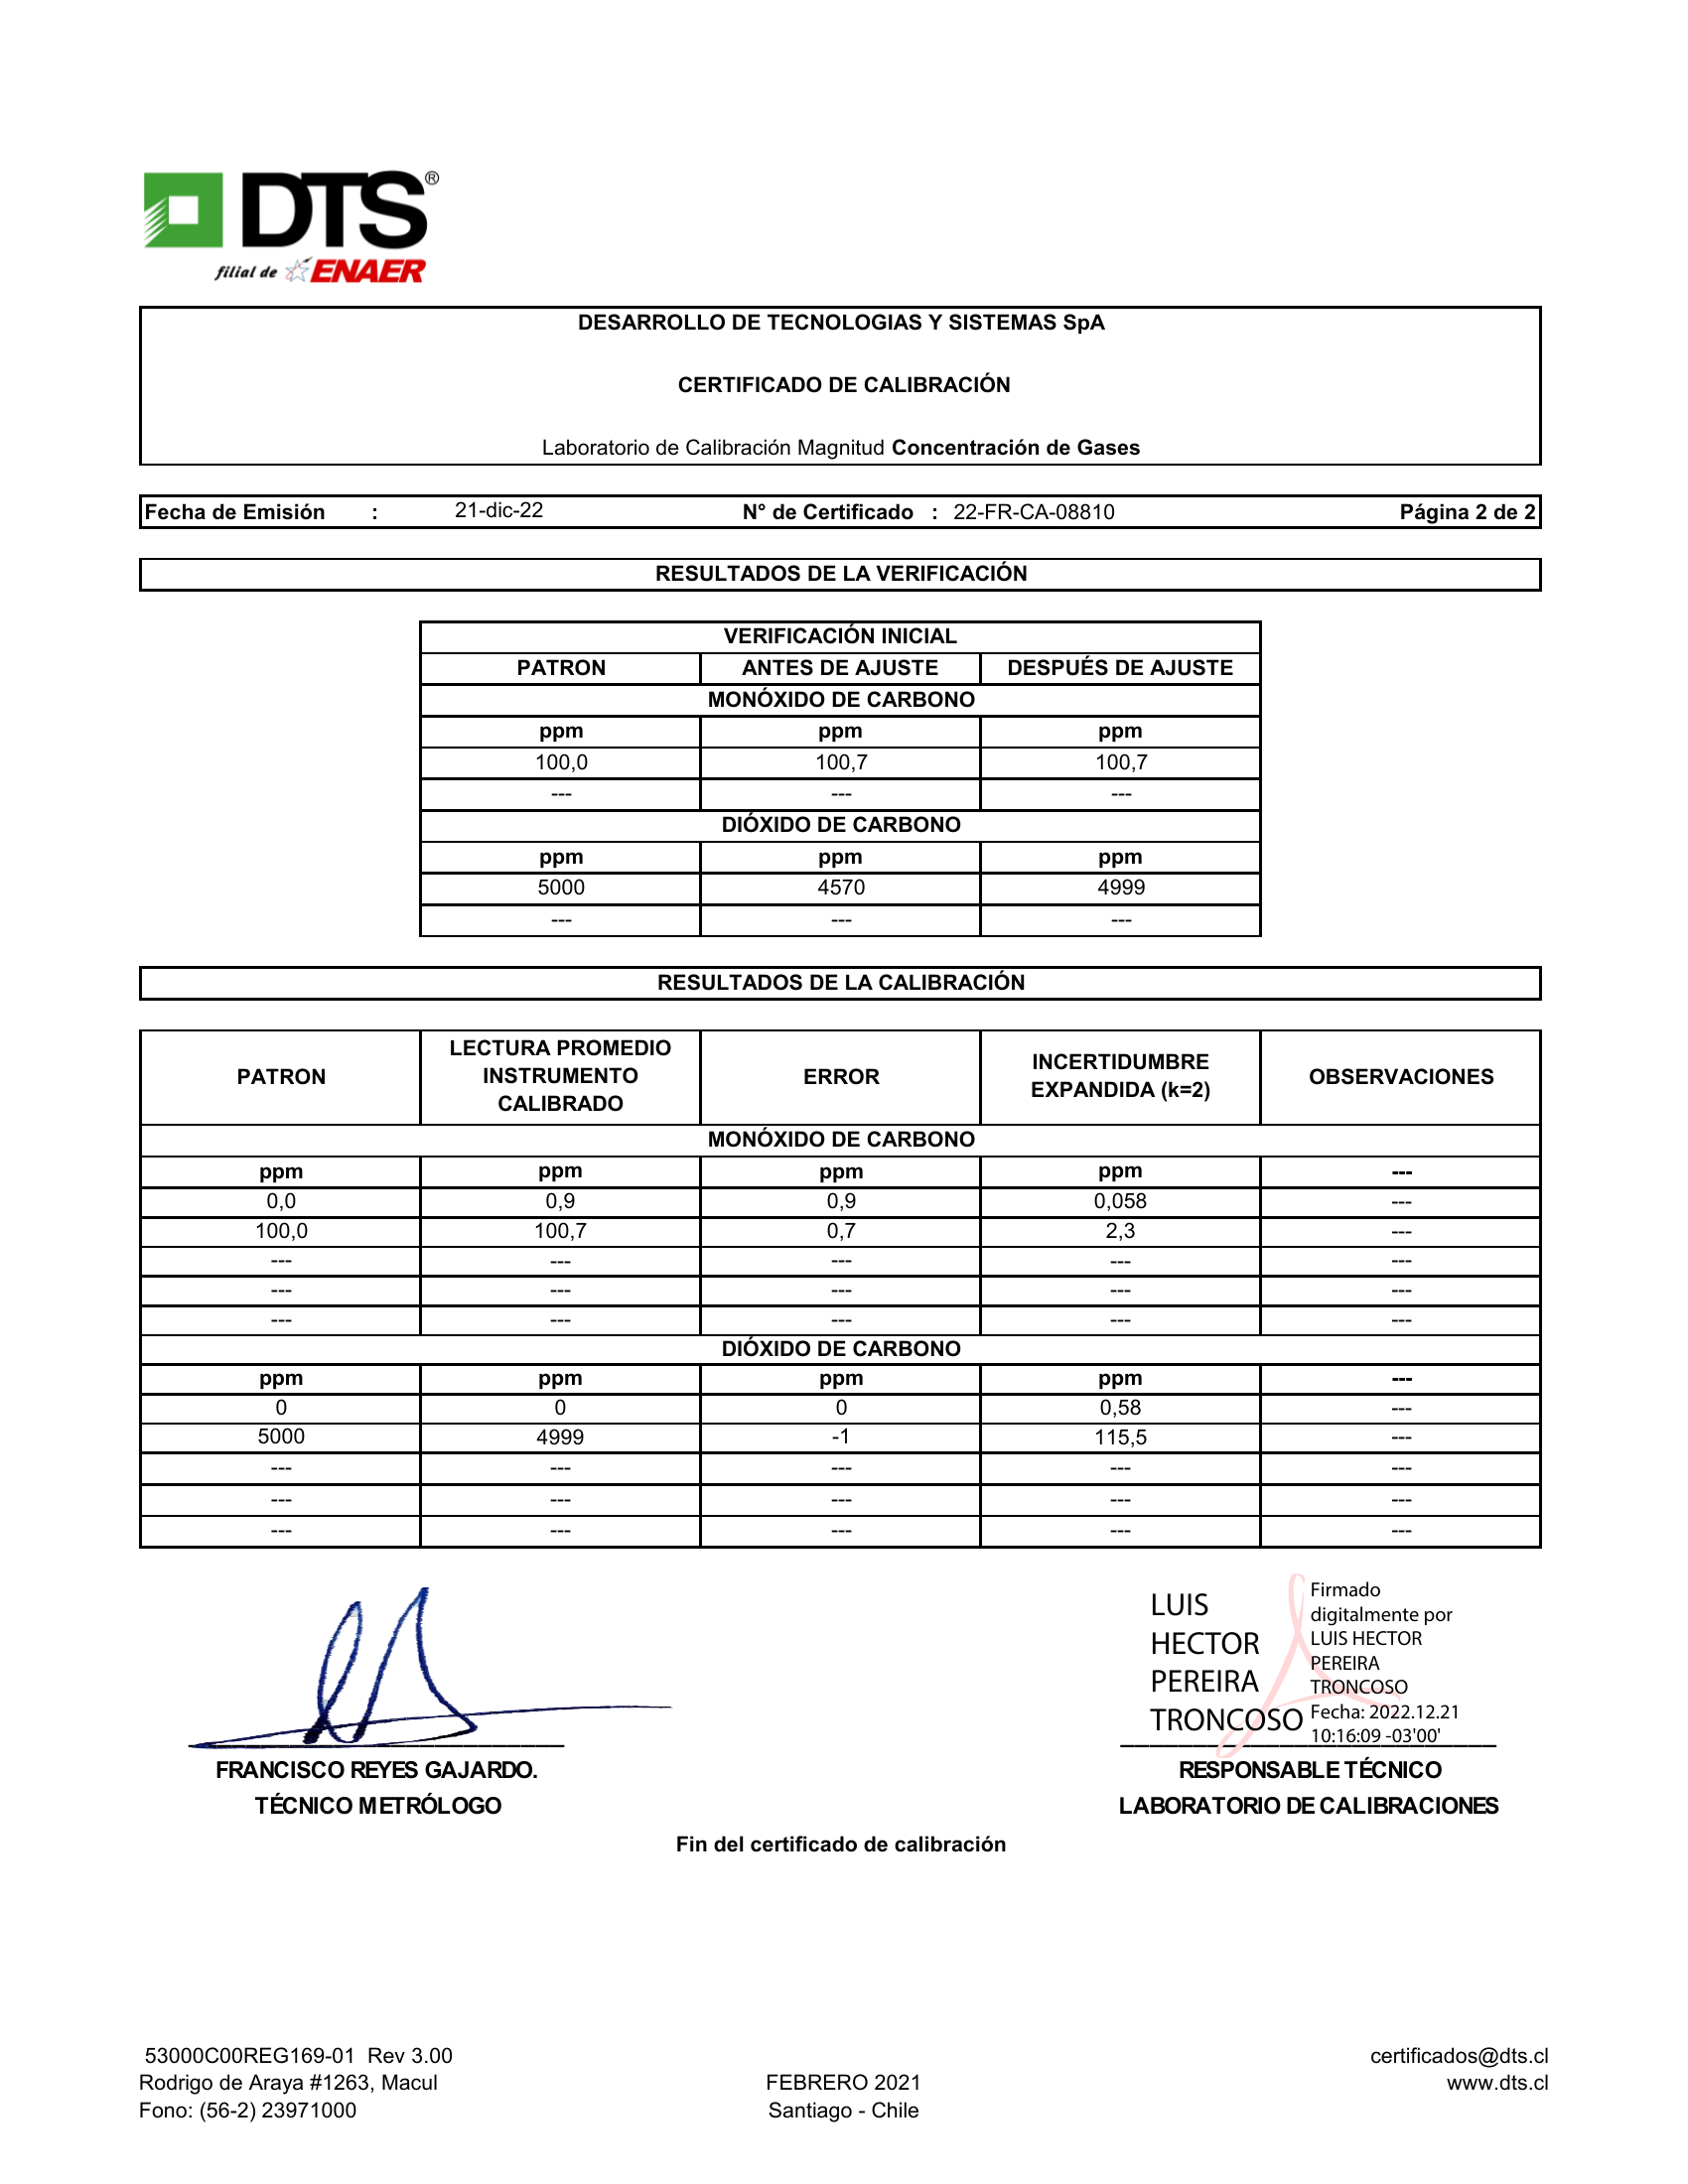 DTS®
filial de ENAER
DESARROLLO DE TECNOLOGIAS Y SISTEMAS SpA
CERTIFICADO DE CALIBRACIÓN
Laboratorio de Calibración Magnitud Concentración de Gases
Fecha de Emisión : 21-dic-22 N° de Certificado : 22-FR-CA-08810 Página 2 de 2
RESULTADOS DE LA VERIFICACIÓN
VERIFICACIÓN INICIAL
PATRON ANTES DE AJUSTE DESPUÉS DE AJUSTE
MONÓXIDO DE CARBONO
ppm ppm ppm
100,0 100,7 100,7
--- --- ---
DIÓXIDO DE CARBONO
ppm ppm ppm
5000 4570 4999
--- --- ---
RESULTADOS DE LA CALIBRACIÓN
PATRON LECTURA PROMEDIO INSTRUMENTO CALIBRADO ERROR INCERTIDUMBRE EXPANDIDA (k=2) OBSERVACIONES
MONÓXIDO DE CARBONO
ppm ppm ppm ppm ---
0,0 0,9 0,9 0,058 ---
100,0 100,7 0,7 2,3 ---
--- --- --- --- ---
--- --- --- --- ---
--- --- --- --- ---
DIÓXIDO DE CARBONO
ppm ppm ppm ppm ---
0 0 0 0,58 ---
5000 4999 -1 115,5 ---
--- --- --- --- ---
--- --- --- --- ---
--- --- --- --- ---
LUIS
HECTOR
PEREIRA
TRONCOSO
Firmado
digitalmente por
LUIS HECTOR
PEREIRA
TRONCOSO
Fecha: 2022.12.21
10:16:09 -03'00'
FRANCISCO REYES GAJARDO.
TÉCNICO METRÓLOGO
RESPONSABLE TÉCNICO
LABORATORIO DE CALIBRACIONES
Fin del certificado de calibración
53000C00REG169-01 Rev 3.00 certificados@dts.cl
Rodrigo de Araya #1263, Macul FEBRERO 2021 www.dts.cl
Fono: (56-2) 23971000 Santiago - Chile